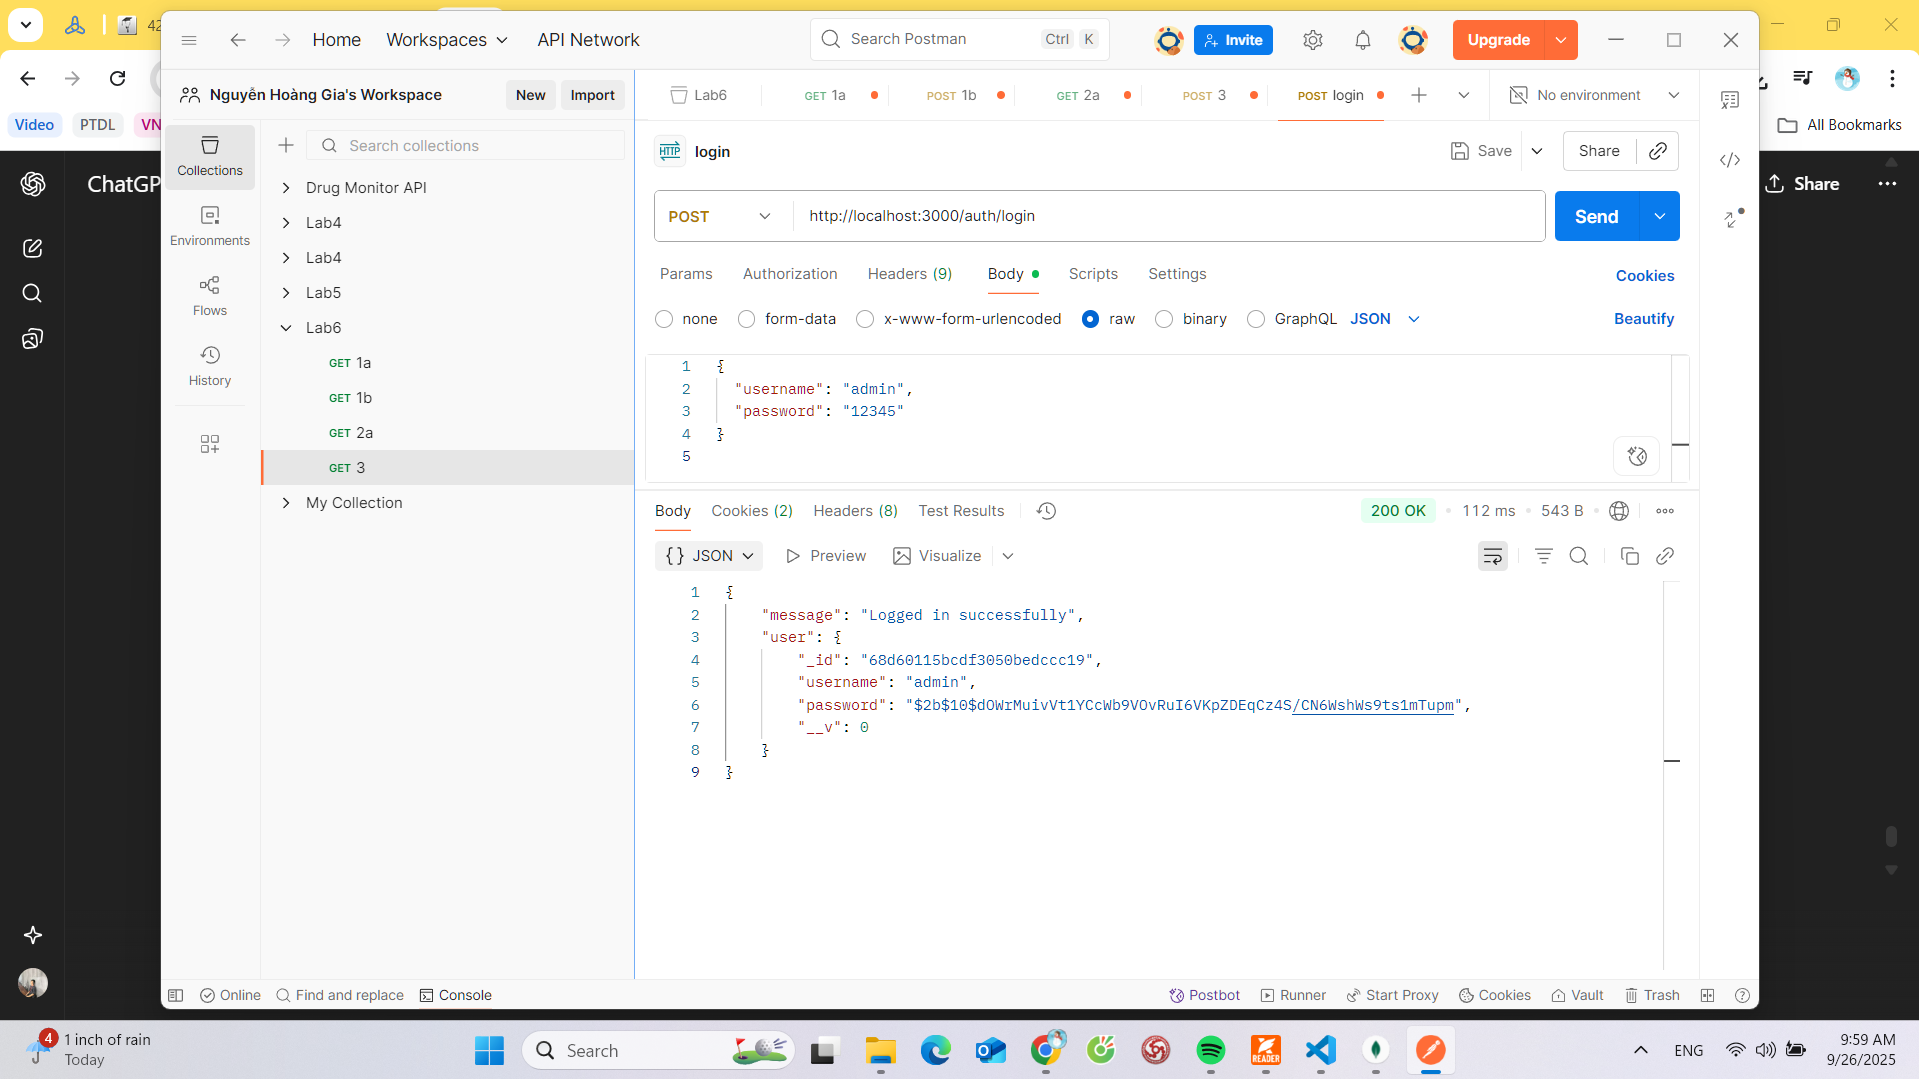 42
Home
Workspaces
API Network
Search Postman
Ctrl
K
Invite
Upgrade
Nguyễn Hoàng Gia's Workspace
New
Import
Lab6
GET 1a
POST 1b
GET 2a
POST 3
POST login
No environment
Video
PTDL
VN
All Bookmarks
ChatGP
Share
Collections
Environments
Flows
History
Search collections
Drug Monitor API
Lab4
Lab4
Lab5
Lab6
GET 1a
GET 1b
GET 2a
GET 3
My Collection
HTTP
login
Save
Share
POST
http://localhost:3000/auth/login
Send
Params
Authorization
Headers (9)
Body
Scripts
Settings
Cookies
none
form-data
x-www-form-urlencoded
raw
binary
GraphQL
JSON
Beautify
1 {
2 "username": "admin",
3 "password": "12345"
4 }
5
Body
Cookies (2)
Headers (8)
Test Results
200 OK
112 ms
543 B
{} JSON
Preview
Visualize
1 {
2 "message": "Logged in successfully",
3 "user": {
4 "_id": "68d60115bcdf3050bedccc19",
5 "username": "admin",
6 "password": "$2b$10$dOWrMuivVt1YCcWb9VOvRuI6VKpZDEqCz4S/CN6WshWs9ts1mTupm",
7 "__v": 0
8 }
9 }
Online
Find and replace
Console
Postbot
Runner
Start Proxy
Cookies
Vault
Trash
4
1 inch of rain
Today
Search
READER
ENG
9:59 AM
9/26/2025